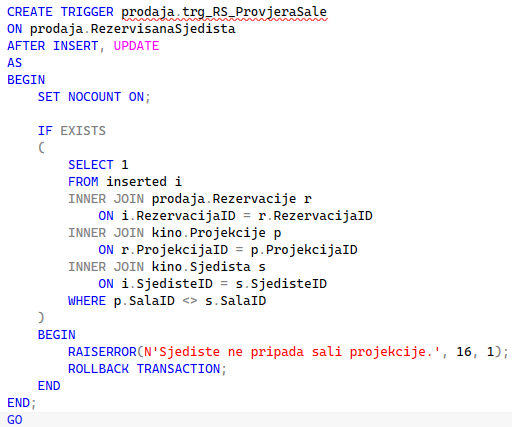 CREATE TRIGGER prodaja.trg_RS_ProvjeraSale
ON prodaja.RezervisanaSjedista
AFTER INSERT, UPDATE
AS
BEGIN
    SET NOCOUNT ON;

    IF EXISTS
    (
        SELECT 1
        FROM inserted i
        INNER JOIN prodaja.Rezervacije r
            ON i.RezervacijaID = r.RezervacijaID
        INNER JOIN kino.Projekcije p
            ON r.ProjekcijaID = p.ProjekcijaID
        INNER JOIN kino.Sjedista s
            ON i.SjedisteID = s.SjedisteID
        WHERE p.SalaID <> s.SalaID
    )
    BEGIN
        RAISERROR(N'Sjediste ne pripada sali projekcije.', 16, 1);
        ROLLBACK TRANSACTION;
    END
END;
GO